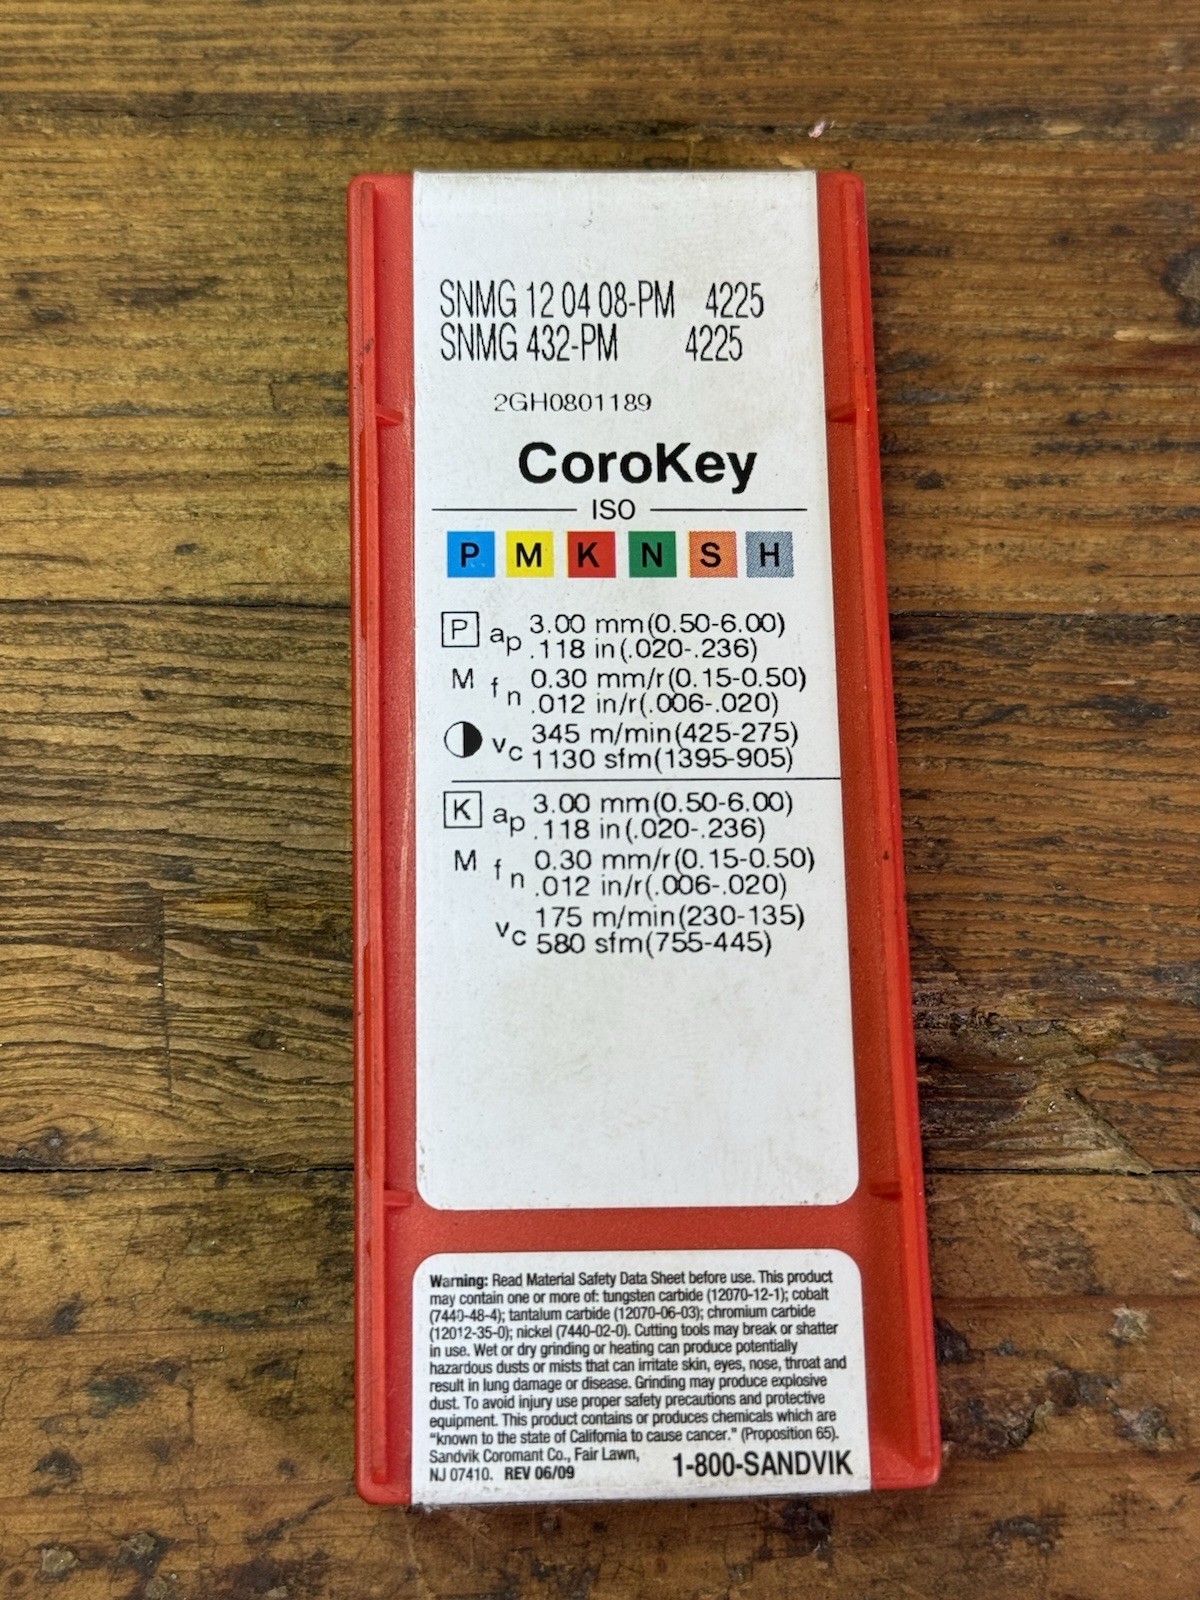 SNMG 12 04 08-PM 4225
SNMG 432-PM 4225
2GH0801189
CoroKey
ISO
P M K N S H
P ap 3.00 mm(0.50-6.00)
.118 in(.020-.236)
M fn 0.30 mm/r(0.15-0.50)
.012 in/r(.006-.020)
vc 345 m/min(425-275)
1130 sfm(1395-905)
K ap 3.00 mm(0.50-6.00)
.118 in(.020-.236)
M fn 0.30 mm/r(0.15-0.50)
.012 in/r(.006-.020)
vc 175 m/min(230-135)
580 sfm(755-445)
Warning: Read Material Safety Data Sheet before use. This product
may contain one or more of: tungsten carbide (12070-12-1); cobalt
(7440-48-4); tantalum carbide (12070-06-03); chromium carbide
(12012-35-0); nickel (7440-02-0). Cutting tools may break or shatter
in use. Wet or dry grinding or heating can produce potentially
hazardous dusts or mists that can irritate skin, eyes, nose, throat and
result in lung damage or disease. Grinding may produce explosive
dust. To avoid injury use proper safety precautions and protective
equipment. This product contains or produces chemicals which are
"known to the state of California to cause cancer." (Proposition 65).
Sandvik Coromant Co., Fair Lawn,
NJ 07410. REV 06/09
1-800-SANDVIK